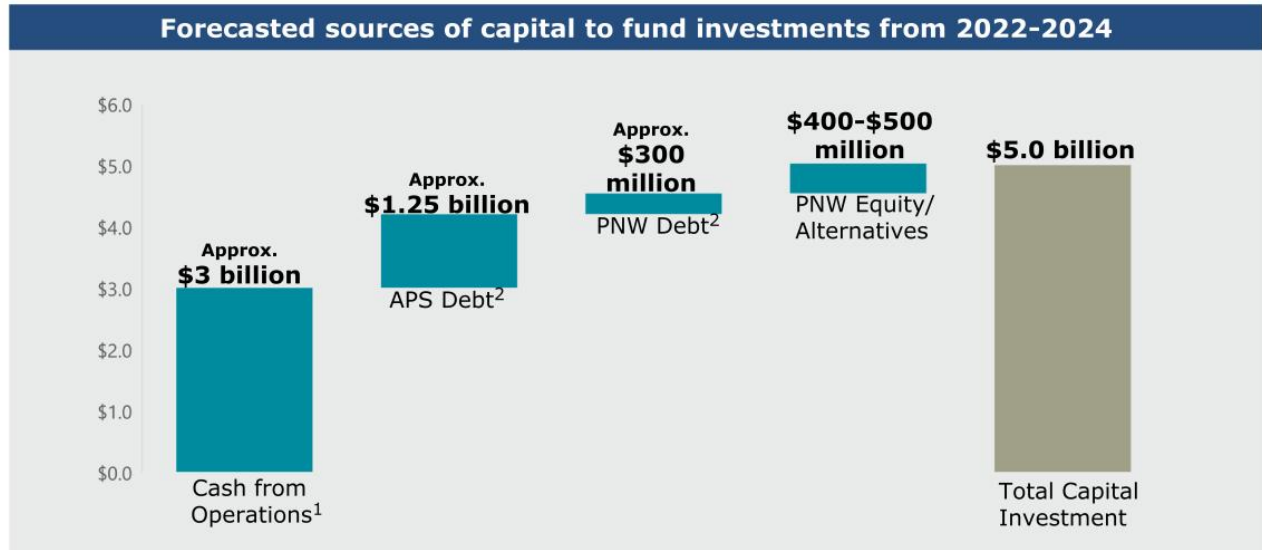 Forecasted sources of capital to fund investments from 2022-2024
$6.0
$5.0
$4.0
$3.0
$2.0
$1.0
$0.0
Approx.
$3 billion
Cash from
Operations¹
Approx.
$1.25 billion
APS Debt²
Approx.
$300
million
PNW Debt²
$400-$500
million
PNW Equity/
Alternatives
$5.0 billion
Total Capital
Investment